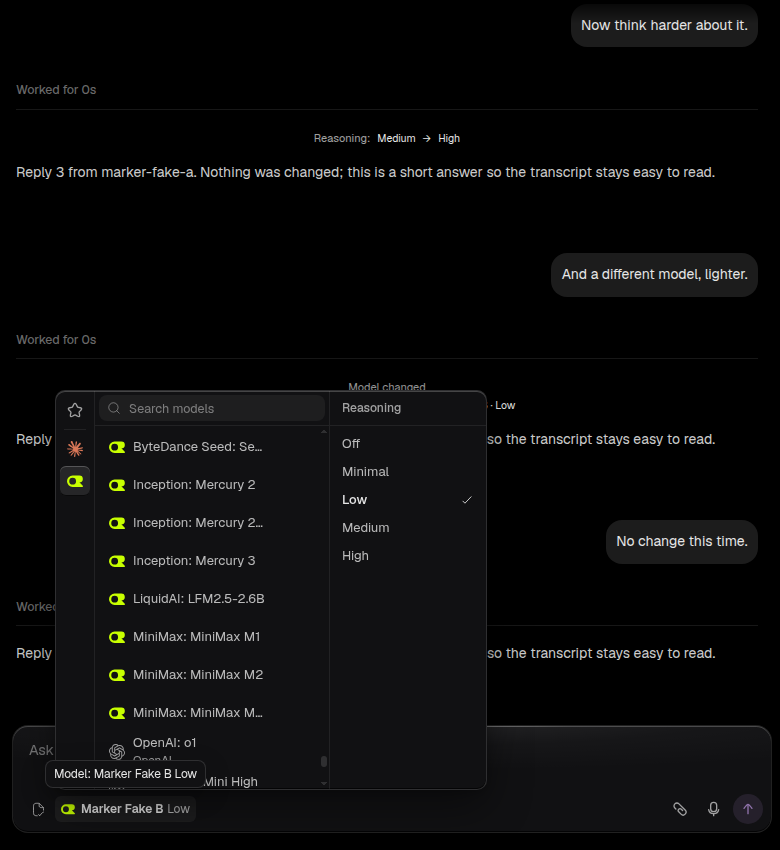 Now think harder about it.
Worked for 0s
Reasoning: Medium → High
Reply 3 from marker-fake-a. Nothing was changed; this is a short answer so the transcript stays easy to read.
And a different model, lighter.
Worked for 0s
Model changed
· Low
Reply
so the transcript stays easy to read.
No change this time.
Worked
Reply
so the transcript stays easy to read.
Search models
ByteDance Seed: Se...
Inception: Mercury 2
Inception: Mercury 2...
Inception: Mercury 3
LiquidAI: LFM2.5-2.6B
MiniMax: MiniMax M1
MiniMax: MiniMax M2
MiniMax: MiniMax M...
OpenAI: o1
OpenAI
Mini High
Reasoning
Off
Minimal
Low
Medium
High
Ask
Model: Marker Fake B Low
Marker Fake B Low